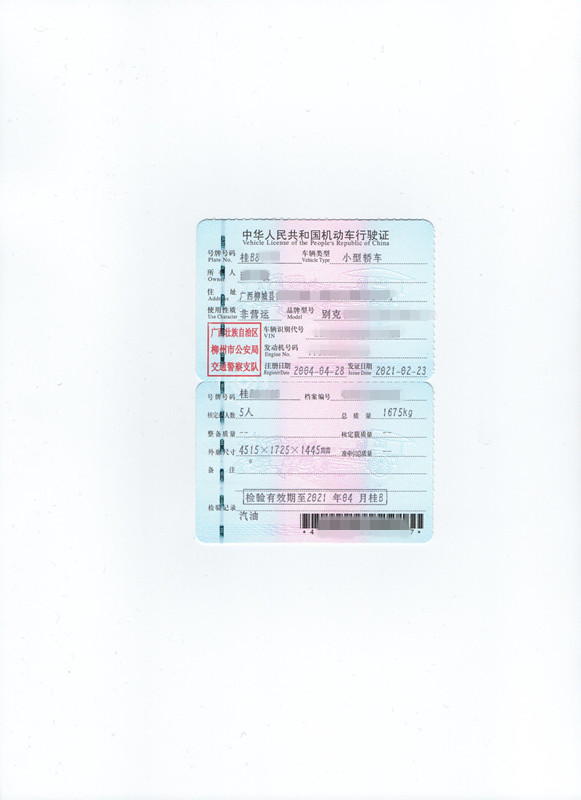 中华人民共和国机动车行驶证
Vehicle License of the People's Republic of China
号牌号码 桂B8 车辆类型 小型轿车
Plate No. Vehicle Type
所有人
Owner
住址 广西柳城县
Address
使用性质 非营运 品牌型号 别克
Use Character Model
广西壮族自治区
柳州市公安局
交通警察支队
车辆识别代号
VIN
发动机号码
Engine No.
注册日期 2004-04-28 发证日期 2021-02-23
Register Date Issue Date
号牌号码 桂 档案编号
核定载人数 5人 总质量 1675kg
整备质量 -- 核定载质量 --
外廓尺寸 4515×1725×1445mm 准牵引总质量 --
备注
检验有效期至2021 年04 月桂B
检验记录
汽油
*4 7*